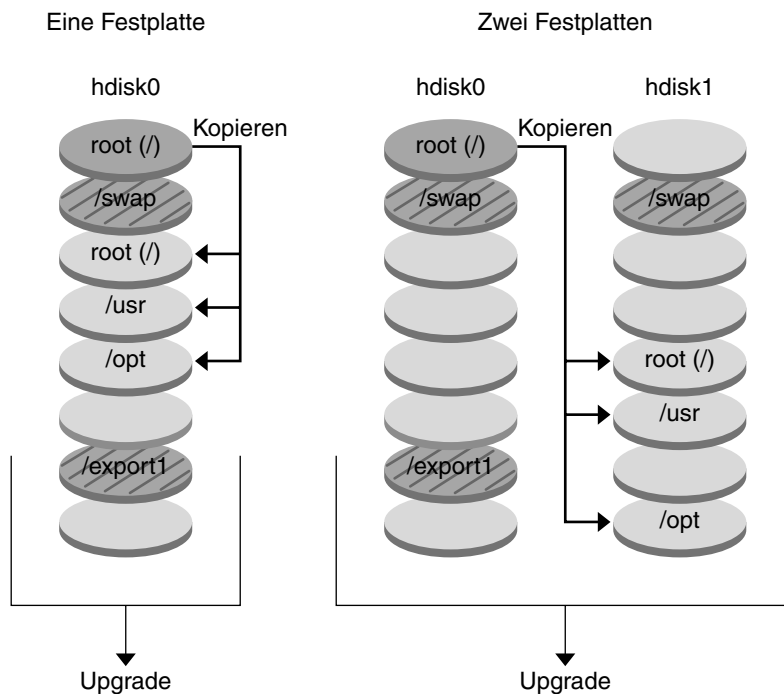 Eine Festplatte
hdisk0
root (/)
Kopieren
/swap
root (/)
/usr
/opt
/export1
Upgrade
Zwei Festplatten
hdisk0
hdisk1
root (/)
Kopieren
/swap
/swap
root (/)
/usr
/export1
/opt
Upgrade